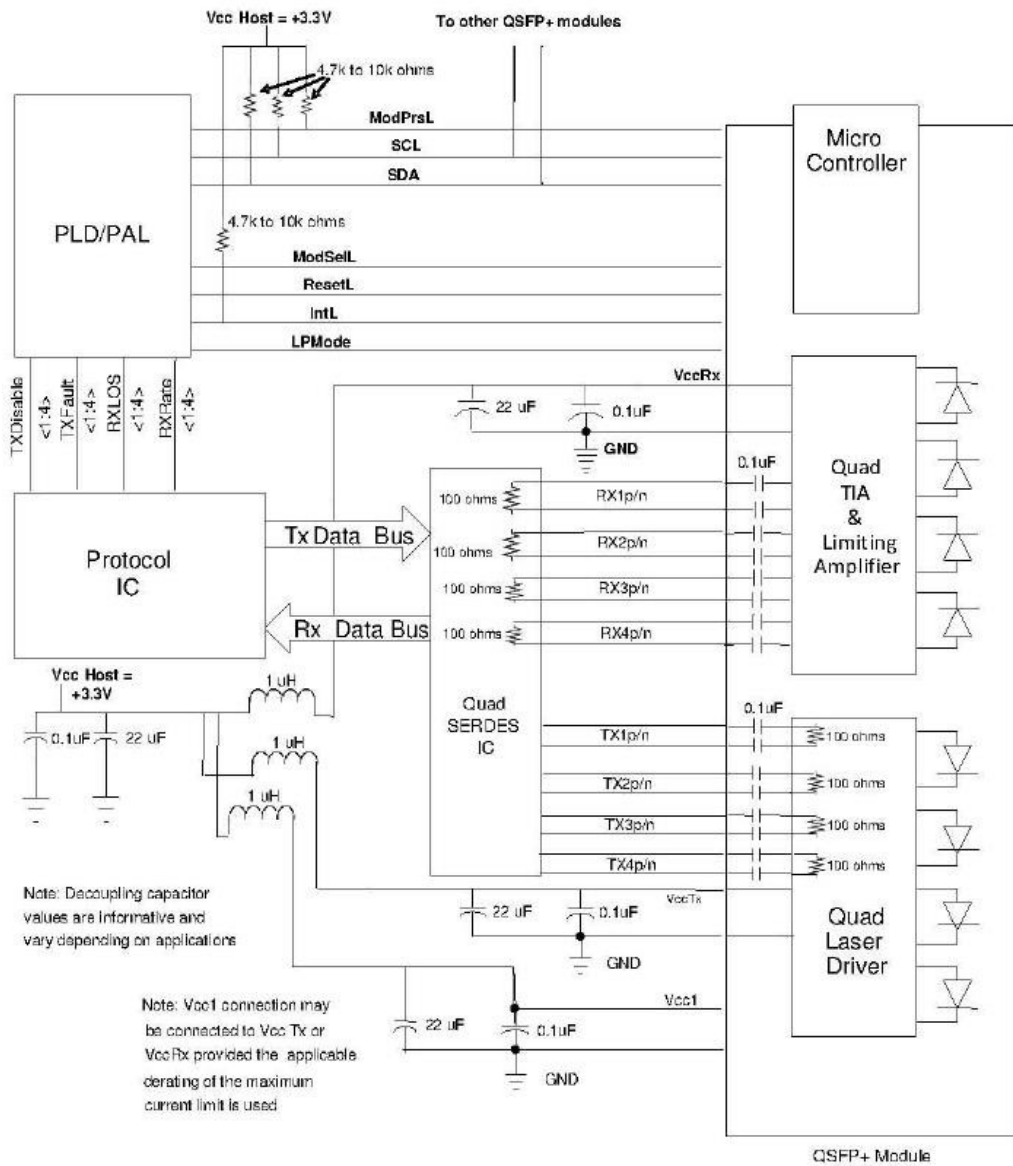 Vcc Host = +3.3V
To other QSFP+ modules
4.7k to 10k ohms
ModPrsL
SCL
SDA
PLD/PAL
4.7k to 10k ohms
ModSelL
ResetL
IntL
LPMode
Micro
Controller
TXDisable
<1:4>
TXFault
<1:4>
RXLOS
<1:4>
RXRate
<1:4>
VccRx
22 uF
0.1uF
GND
Protocol
IC
Tx Data Bus
Rx Data Bus
100 ohms
100 ohms
100 ohms
100 ohms
RX1p/n
RX2p/n
RX3p/n
RX4p/n
0.1uF
Quad
TIA
&
Limiting
Amplifier
Vcc Host =
+3.3V
0.1uF
22 uF
1 uH
1 uH
1 uH
Quad
SERDES
IC
TX1p/n
TX2p/n
TX3p/n
TX4p/n
0.1uF
100 ohms
100 ohms
100 ohms
100 ohms
Quad
Laser
Driver
VccTx
22 uF
0.1uF
GND
Note: Decoupling capacitor
values are informative and
vary depending on applications
Vcc1
22 uF
0.1uF
GND
Note: Vcc1 connection may
be connected to Vcc Tx or
VccRx provided the applicable
derating of the maximum
current limit is used
QSFP+ Module